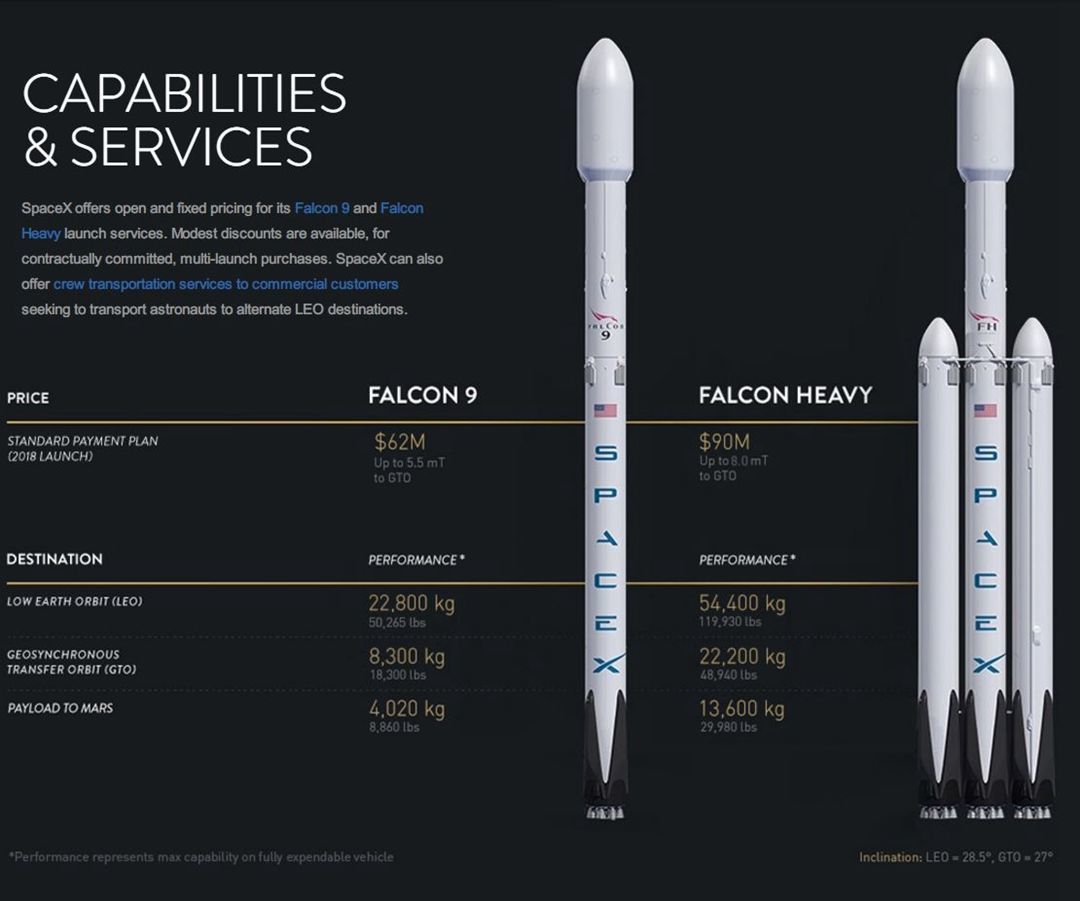 CAPABILITIES
& SERVICES
SpaceX offers open and fixed pricing for its Falcon 9 and Falcon
Heavy launch services. Modest discounts are available, for
contractually committed, multi-launch purchases. SpaceX can also
offer crew transportation services to commercial customers
seeking to transport astronauts to alternate LEO destinations.
PRICE FALCON 9 FALCON HEAVY
STANDARD PAYMENT PLAN
(2018 LAUNCH)
$62M
Up to 5.5 mT
to GTO
$90M
Up to 8.0 mT
to GTO
DESTINATION PERFORMANCE* PERFORMANCE*
LOW EARTH ORBIT (LEO)
22,800 kg
50,265 lbs
54,400 kg
119,930 lbs
GEOSYNCHRONOUS
TRANSFER ORBIT (GTO)
8,300 kg
18,300 lbs
22,200 kg
48,940 lbs
PAYLOAD TO MARS
4,020 kg
8,860 lbs
13,600 kg
29,980 lbs
FALCON
9
SPACEX
FH
SPACEX
*Performance represents max capability on fully expendable vehicle
Inclination: LEO = 28.5°, GTO = 27°